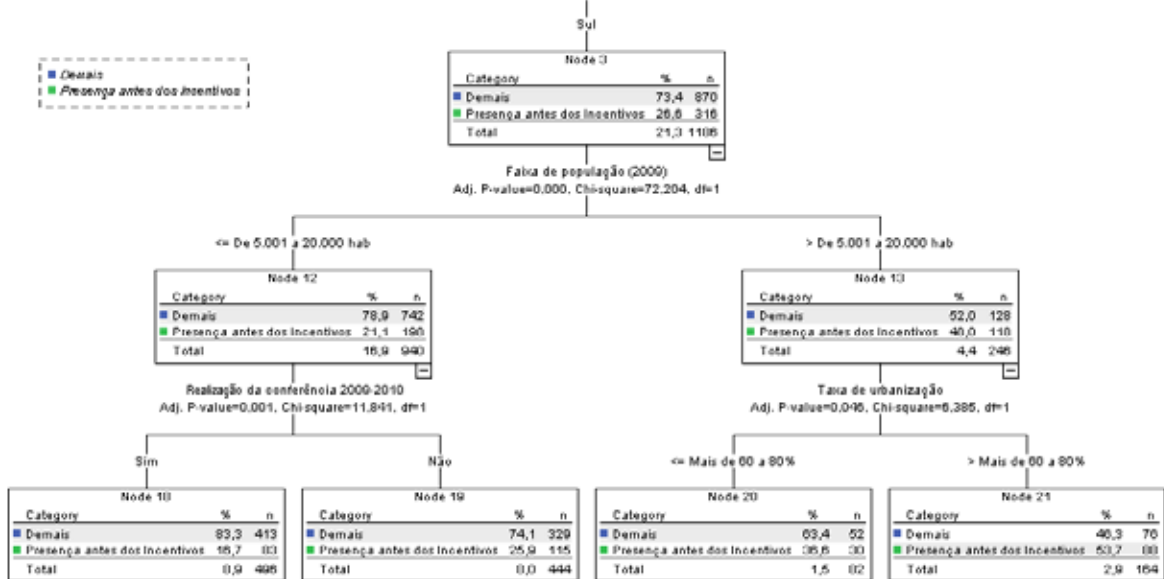 Sul
Demais
Presença antes dos Incentivos
Node 3
Category % n
Demais 73,4 870
Presença antes dos Incentivos 26,6 316
Total 21,3 1186
Faixa de população (2009)
Adj. P-value=0.000, Chi-square=72.204, df=1
<= De 5.001 a 20.000 hab
> De 5.001 a 20.000 hab
Node 12
Category % n
Demais 78,9 742
Presença antes dos Incentivos 21,1 198
Total 16,9 940
Node 13
Category % n
Demais 52,0 128
Presença antes dos Incentivos 48,0 118
Total 4,4 246
Realização da conferência 2009-2010
Adj. P-value=0.001, Chi-square=11.841, df=1
Taxa de urbanização
Adj. P-value=0.046, Chi-square=6.385, df=1
Sim
Não
<= Mais de 60 a 80%
> Mais de 60 a 80%
Node 18
Category % n
Demais 83,3 413
Presença antes dos Incentivos 16,7 83
Total 8,9 496
Node 19
Category % n
Demais 74,1 329
Presença antes dos Incentivos 25,9 115
Total 8,0 444
Node 20
Category % n
Demais 63,4 52
Presença antes dos Incentivos 36,6 30
Total 1,5 82
Node 21
Category % n
Demais 46,3 76
Presença antes dos Incentivos 53,7 88
Total 2,9 164